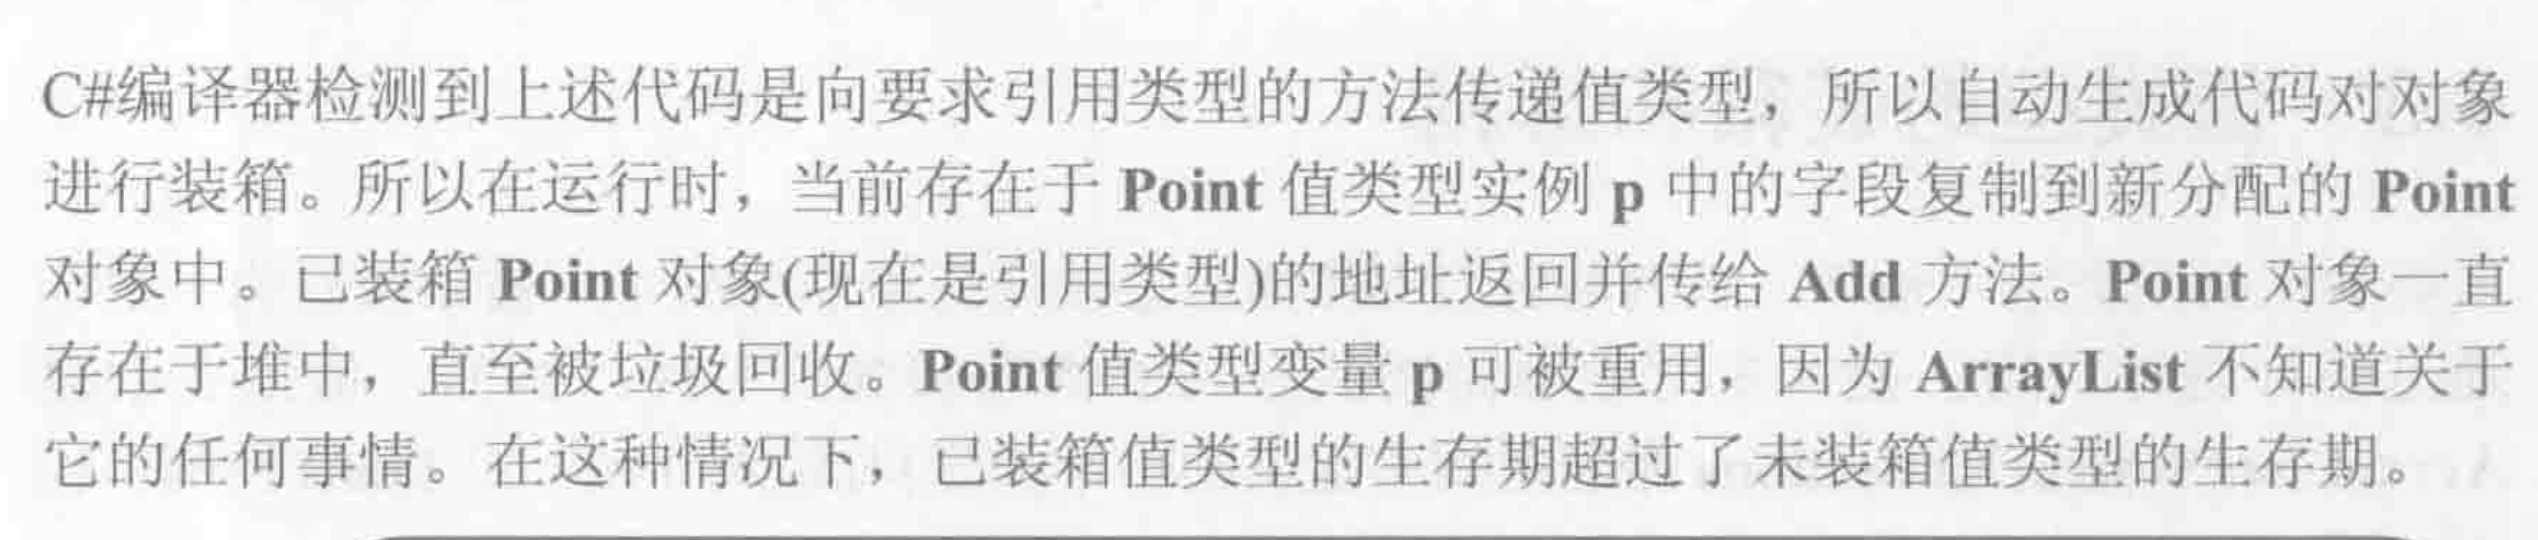 C#编译器检测到上述代码是向要求引用类型的方法传递值类型，所以自动生成代码对对象
进行装箱。所以在运行时，当前存在于 Point 值类型实例 p 中的字段复制到新分配的 Point
对象中。已装箱 Point 对象(现在是引用类型)的地址返回并传给 Add 方法。Point 对象一直
存在于堆中，直至被垃圾回收。Point 值类型变量 p 可被重用，因为 ArrayList 不知道关于
它的任何事情。在这种情况下，已装箱值类型的生存期超过了未装箱值类型的生存期。